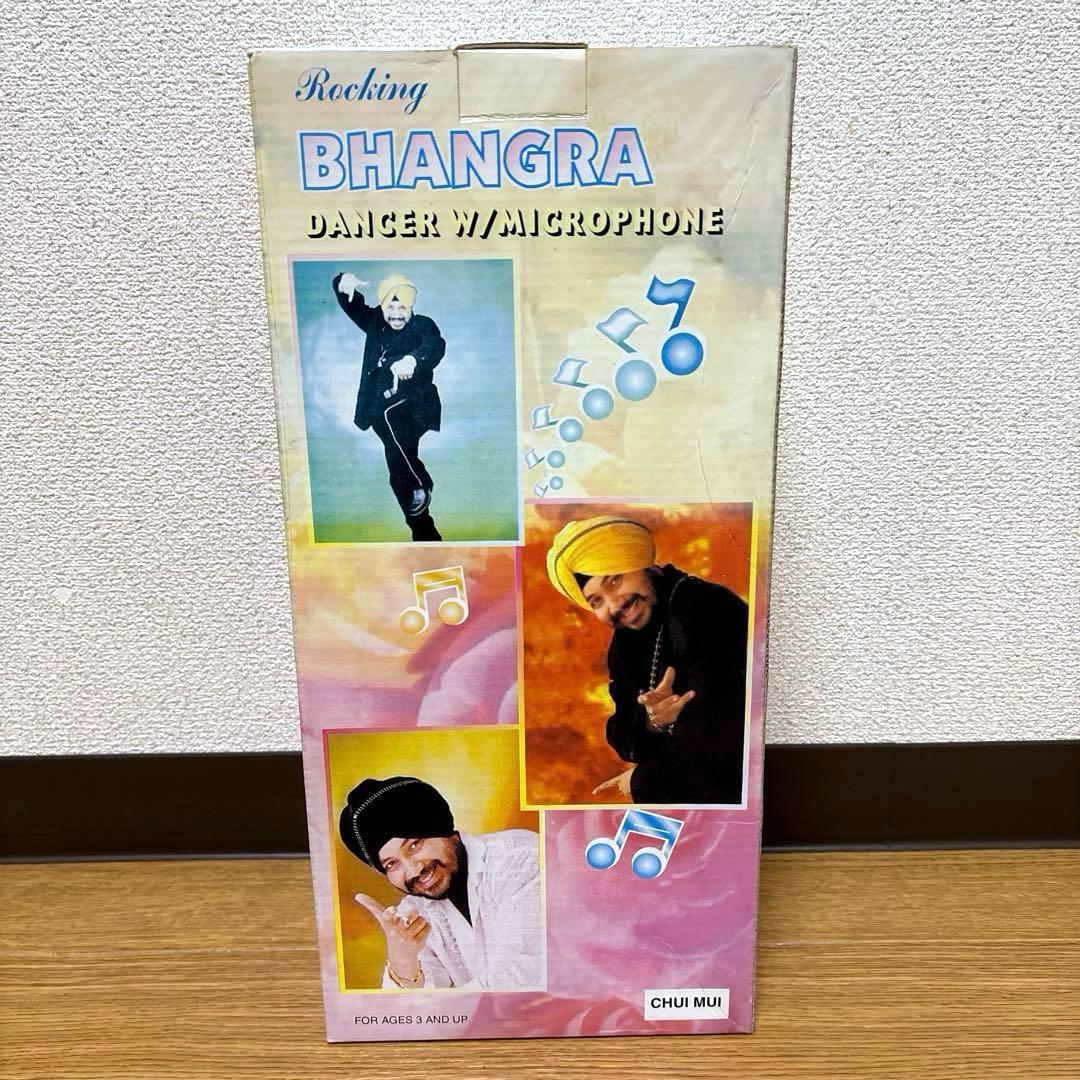 Rocking
BHANGRA
DANCER W/MICROPHONE
CHUI MUI
FOR AGES 3 AND UP